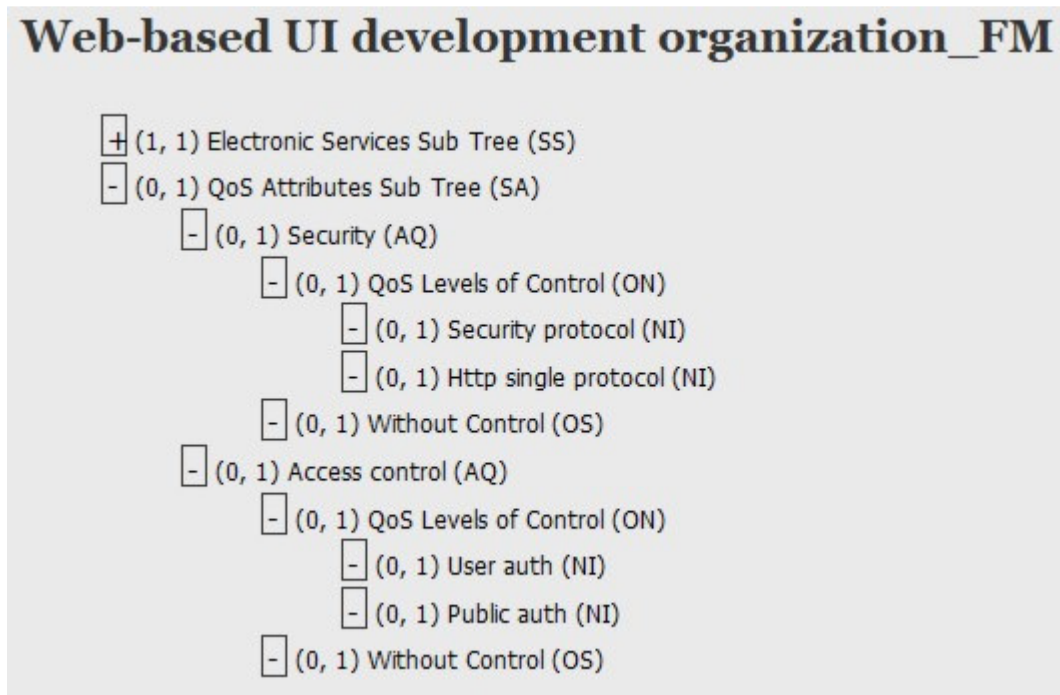 Web-based UI development organization_FM
+ (1, 1) Electronic Services Sub Tree (SS)
- (0, 1) QoS Attributes Sub Tree (SA)
- (0, 1) Security (AQ)
- (0, 1) QoS Levels of Control (ON)
- (0, 1) Security protocol (NI)
- (0, 1) Http single protocol (NI)
- (0, 1) Without Control (OS)
- (0, 1) Access control (AQ)
- (0, 1) QoS Levels of Control (ON)
- (0, 1) User auth (NI)
- (0, 1) Public auth (NI)
- (0, 1) Without Control (OS)